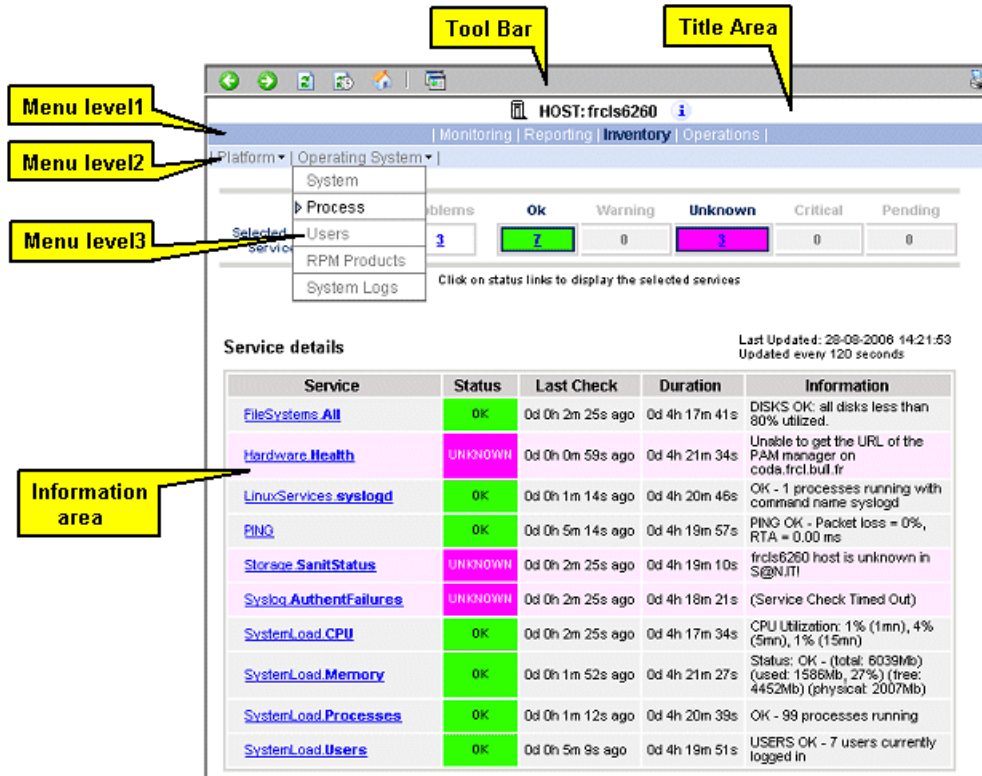 Tool Bar
Title Area
Menu level1
HOST: frcls6260
| Monitoring | Reporting | Inventory | Operations |
Menu level2
| Platform | Operating System |
System
Process
Users
RPM Products
System Logs
Menu level3
Selected
Ok
Warning
Unknown
Critical
Pending
3
7
0
3
0
0
Click on status links to display the selected services
Service details
Last Updated: 28-08-2006 14:21:53
Updated every 120 seconds
Service Status Last Check Duration Information
FileSystems.All OK 0d 0h 2m 25s ago 0d 4h 17m 41s DISKS OK: all disks less than
80% utilized.
Hardware.Health UNKNOWN 0d 0h 0m 59s ago 0d 4h 21m 34s Unable to get the URL of the
PAM manager on
coda.frcl.bull.fr
Information
area
LinuxServices.syslogd OK 0d 0h 1m 14s ago 0d 4h 20m 46s OK - 1 processes running with
command name syslogd
PING OK 0d 0h 5m 14s ago 0d 4h 19m 57s PING OK - Packet loss = 0%,
RTA = 0.00 ms
Storage.SanitStatus UNKNOWN 0d 0h 2m 25s ago 0d 4h 19m 10s frcls6260 host is unknown in
S@N.IT!
Syslog.AuthentFailures UNKNOWN 0d 0h 2m 25s ago 0d 4h 18m 21s (Service Check Timed Out)
SystemLoad.CPU OK 0d 0h 2m 25s ago 0d 4h 17m 34s CPU Utilization: 1% (1mn), 4%
(5mn), 1% (15mn)
SystemLoad.Memory OK 0d 0h 1m 52s ago 0d 4h 21m 27s Status: OK - (total: 6039Mb)
(used: 1586Mb, 27%) (free:
4452Mb) (physical: 2007Mb)
SystemLoad.Processes OK 0d 0h 1m 12s ago 0d 4h 20m 39s OK - 99 processes running
SystemLoad.Users OK 0d 0h 5m 9s ago 0d 4h 19m 51s USERS OK - 7 users currently
logged in